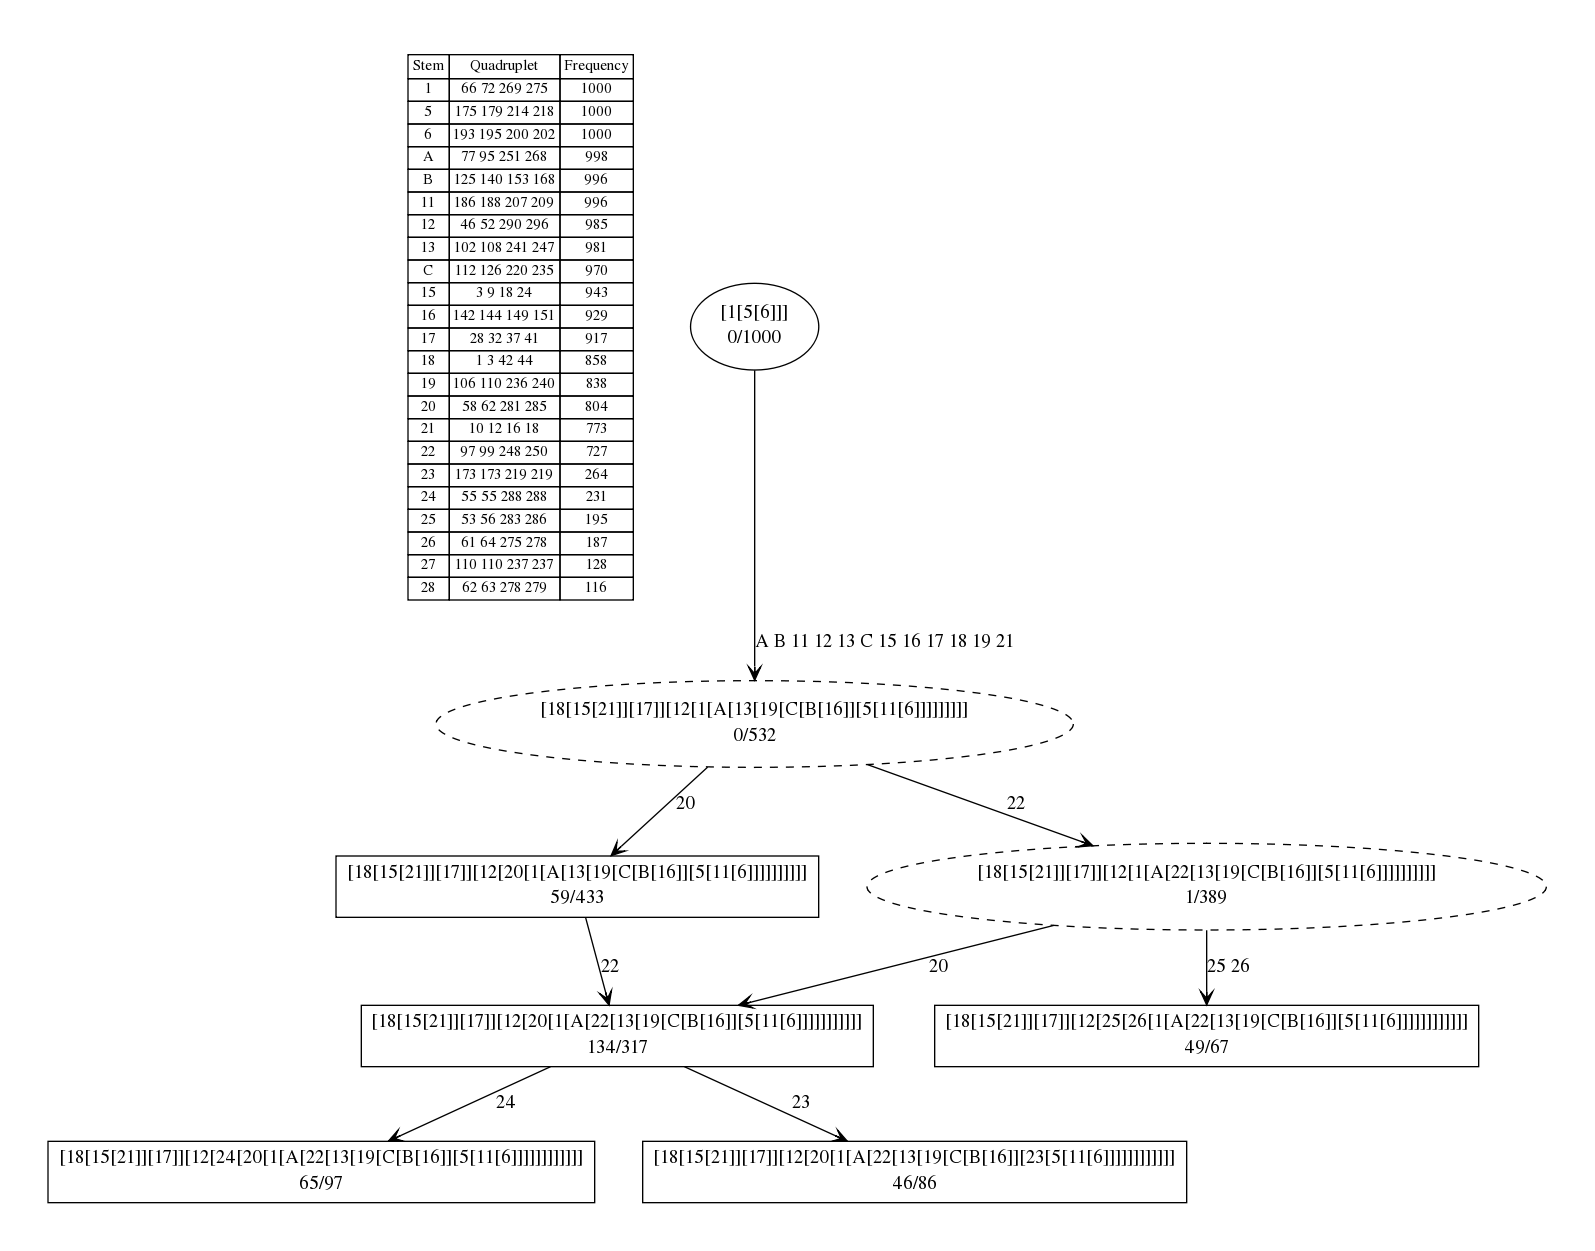 Stem Quadruplet Frequency
1 66 72 269 275 1000
5 175 179 214 218 1000
6 193 195 200 202 1000
A 77 95 251 268 998
B 125 140 153 168 996
11 186 188 207 209 996
12 46 52 290 296 985
13 102 108 241 247 981
C 112 126 220 235 970
15 3 9 18 24 943
16 142 144 149 151 929
17 28 32 37 41 917
18 1 3 42 44 858
19 106 110 236 240 838
20 58 62 281 285 804
21 10 12 16 18 773
22 97 99 248 250 727
23 173 173 219 219 264
24 55 55 288 288 231
25 53 56 283 286 195
26 61 64 275 278 187
27 110 110 237 237 128
28 62 63 278 279 116
[1[5[6]]]
0/1000
A B 11 12 13 C 15 16 17 18 19 21
[18[15[21]][17]][12[1[A[13[19[C[B[16]][5[11[6]]]]]]]]]
0/532
20
22
[18[15[21]][17]][12[20[1[A[13[19[C[B[16]][5[11[6]]]]]]]]]]
59/433
[18[15[21]][17]][12[1[A[22[13[19[C[B[16]][5[11[6]]]]]]]]]]
1/389
22
20
25 26
[18[15[21]][17]][12[20[1[A[22[13[19[C[B[16]][5[11[6]]]]]]]]]]]
134/317
[18[15[21]][17]][12[25[26[1[A[22[13[19[C[B[16]][5[11[6]]]]]]]]]]]]
49/67
24
23
[18[15[21]][17]][12[24[20[1[A[22[13[19[C[B[16]][5[11[6]]]]]]]]]]]]
65/97
[18[15[21]][17]][12[20[1[A[22[13[19[C[B[16]][23[5[11[6]]]]]]]]]]]]
46/86